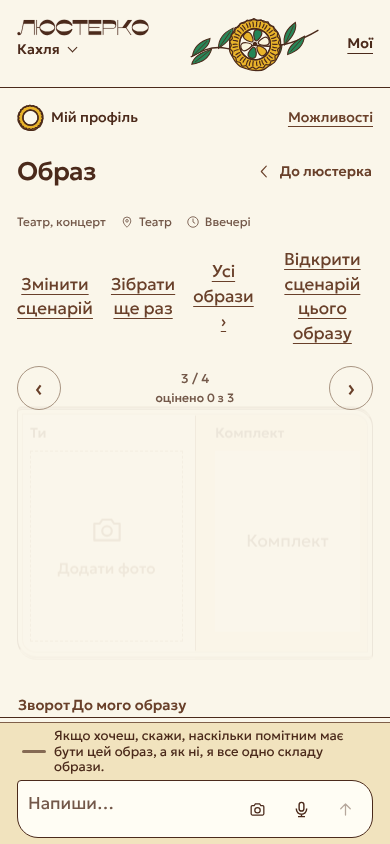 ЛЮСТЕРКО
Кахля
Мої
Мій профіль
Можливості
Образ
До люстерка
Театр, концерт
Театр
Ввечері
Змінити
сценарій
Зібрати
ще раз
Усі
образи
›
Відкрити
сценарій
цього
образу
‹
3 / 4
оцінено 0 з 3
›
Ти
Комплект
Додати фото
Комплект
Зворот До мого образу
Якщо хочеш, скажи, наскільки помітним має
бути цей образ, а як ні, я все одно складу
образи.
Напиши...